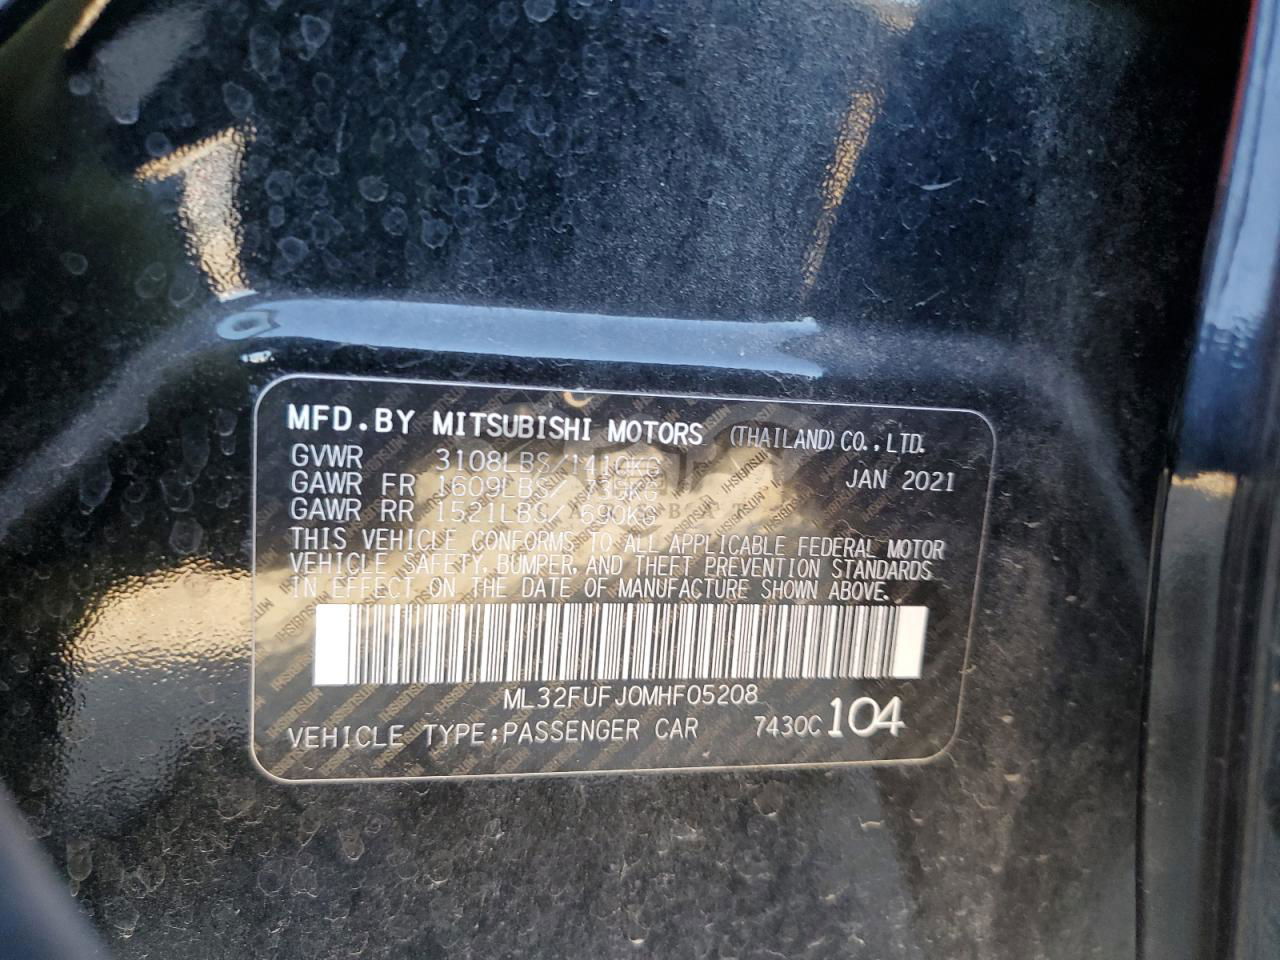 MFD.BY MITSUBISHI MOTORS (THAILAND) CO.,LTD.
GVWR 3108LBS/1410KG JAN 2021
GAWR FR 1609LBS/ 730KG
GAWR RR 1521LBS/ 690KG
THIS VEHICLE CONFORMS TO ALL APPLICABLE FEDERAL MOTOR
VEHICLE SAFETY, BUMPER, AND THEFT PREVENTION STANDARDS
IN EFFECT ON THE DATE OF MANUFACTURE SHOWN ABOVE.
ML32FUFJ0MHF05208
VEHICLE TYPE:PASSENGER CAR 7430C 104